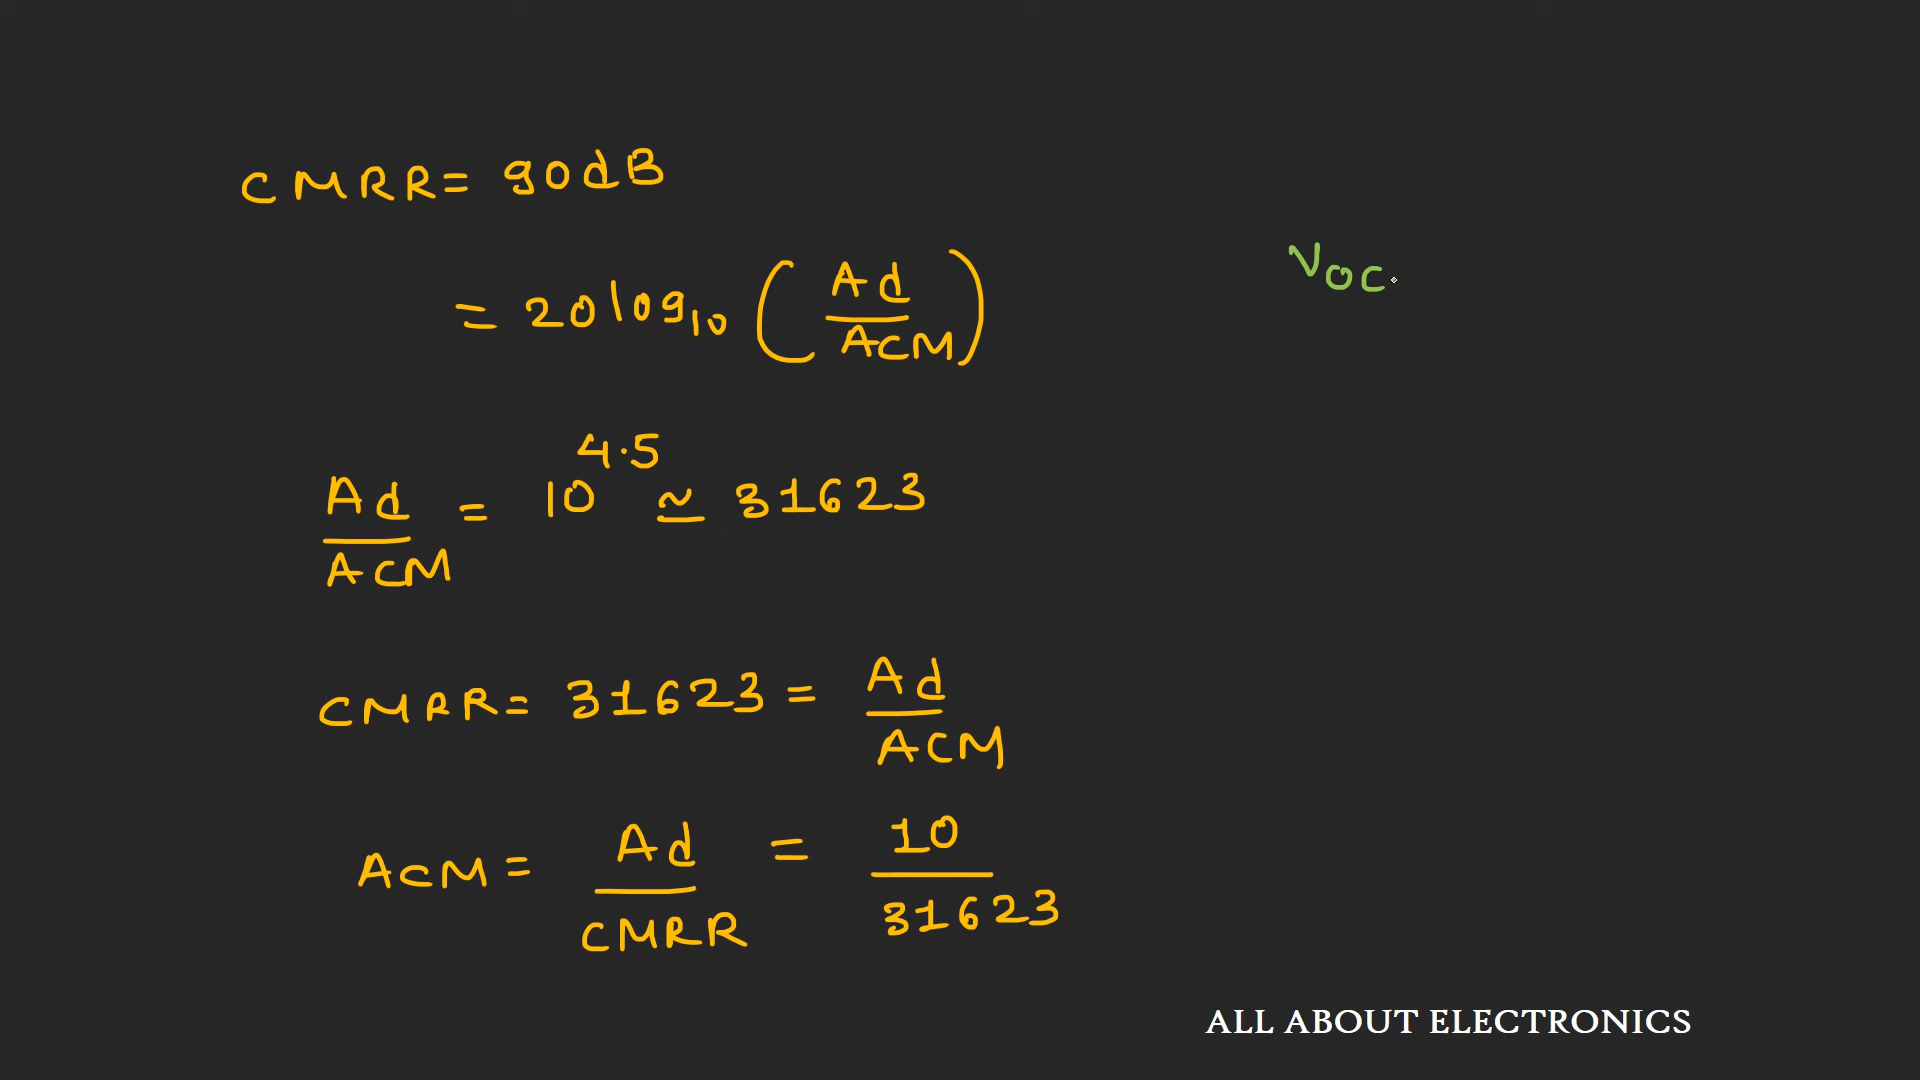 CMRR= 90dB
= 20log10 (Ad/ACM)
Voc
Ad/ACM = 10^4.5 ≃ 31623
CMRR= 31623 = Ad/ACM
ACM= Ad/CMRR = 10/31623
ALL ABOUT ELECTRONICS